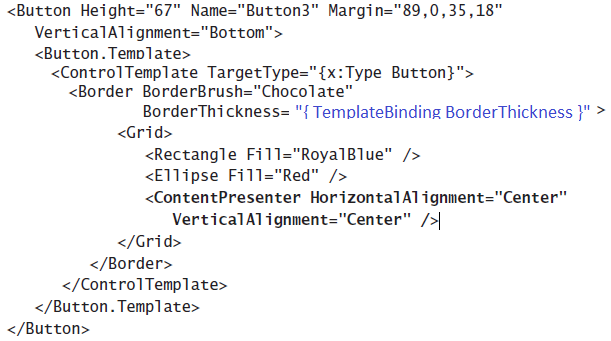 <Button Height="67" Name="Button3" Margin="89,0,35,18"
VerticalAlignment="Bottom">
<Button.Template>
<ControlTemplate TargetType="{x:Type Button}">
<Border BorderBrush="Chocolate"
BorderThickness= "{ TemplateBinding BorderThickness }" >
<Grid>
<Rectangle Fill="RoyalBlue" />
<Ellipse Fill="Red" />
<ContentPresenter HorizontalAlignment="Center"
VerticalAlignment="Center" />
</Grid>
</Border>
</ControlTemplate>
</Button.Template>
</Button>